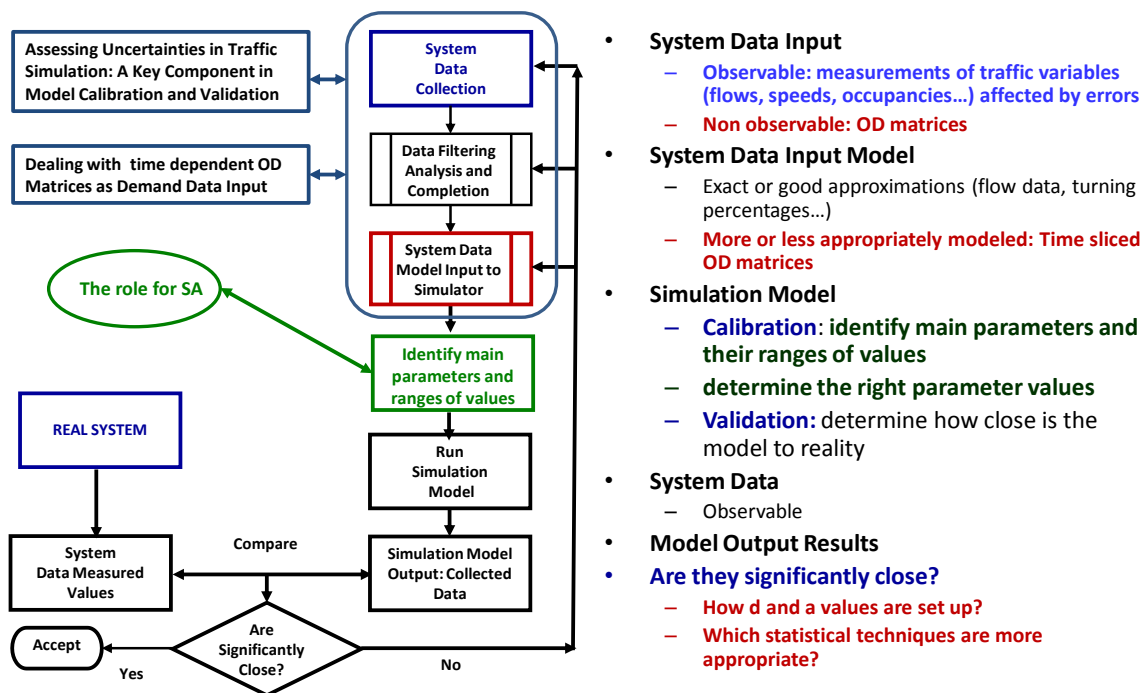 Assessing Uncertainties in Traffic
Simulation: A Key Component in
Model Calibration and Validation
System
Data
Collection
Dealing with time dependent OD
Matrices as Demand Data Input
Data Filtering
Analysis and
Completion
System Data
Model Input to
Simulator
The role for SA
Identify main
parameters and
ranges of values
REAL SYSTEM
Run
Simulation
Model
System
Data Measured
Values
Compare
Simulation Model
Output: Collected
Data
Are
Significantly
Close?
Accept
Yes
No
• System Data Input
– Observable: measurements of traffic variables
(flows, speeds, occupancies…) affected by errors
– Non observable: OD matrices
• System Data Input Model
– Exact or good approximations (flow data, turning
percentages…)
– More or less appropriately modeled: Time sliced
OD matrices
• Simulation Model
– Calibration: identify main parameters and
their ranges of values
– determine the right parameter values
– Validation: determine how close is the
model to reality
• System Data
– Observable
• Model Output Results
• Are they significantly close?
– How d and a values are set up?
– Which statistical techniques are more
appropriate?